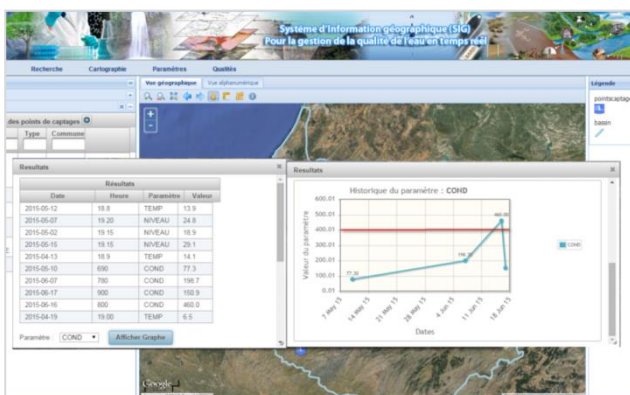 Système d'Information géographique (SIG)
Pour la gestion de la qualité de l'eau en temps réel
Recherche Cartographie Paramètres Qualités
Vue géographique Vue alphanumérique
Légende
des points de captages
Type Commune
pointscaptage
bassin
Resultats
Résultats
Date Heure Paramètre Valeur
2015-05-12 18.8 TEMP 13.9
2015-05-07 19.20 NIVEAU 24.8
2015-05-02 19.15 NIVEAU 18.9
2015-05-15 19.15 NIVEAU 29.1
2015-04-13 18.9 TEMP 14.1
2015-05-10 690 COND 77.3
2015-06-07 780 COND 198.7
2015-06-17 900 COND 150.9
2015-06-16 800 COND 460.0
2015-04-19 19.00 TEMP 6.5
Paramètre : COND Afficher Graphe
Resultats
Historique du paramètre : COND
Valeur du paramètre
600.01
500.01
400.01
300.01
200.01
100.01
0.01
77.30
198.70
460.00
COND
7 May 15
14 May 15
21 May 15
28 May 15
4 Jun 15
11 Jun 15
18 Jun 15
Dates
Google